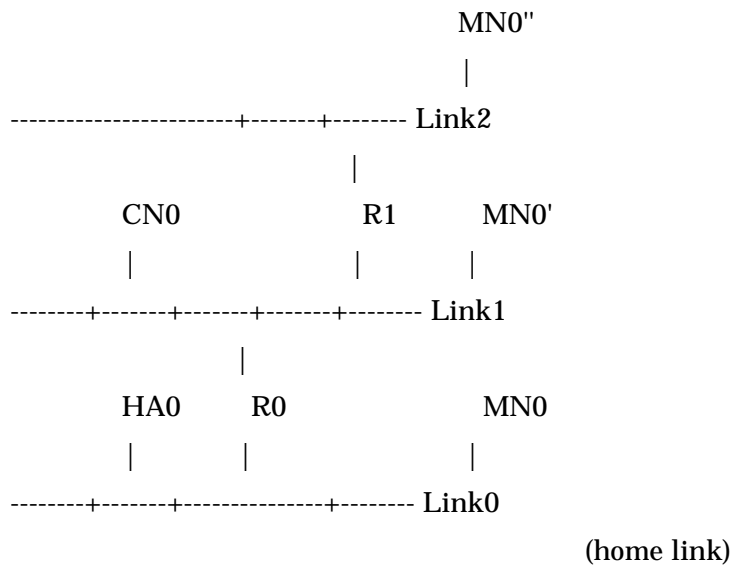 MN0"
|
-------------------------+-------+-------- Link2
|
CN0 R1 MN0'
| | |
--------+-------+-------+-------+-------- Link1
|
HA0 R0 MN0
| | |
--------+-------+---------------+-------- Link0
(home link)